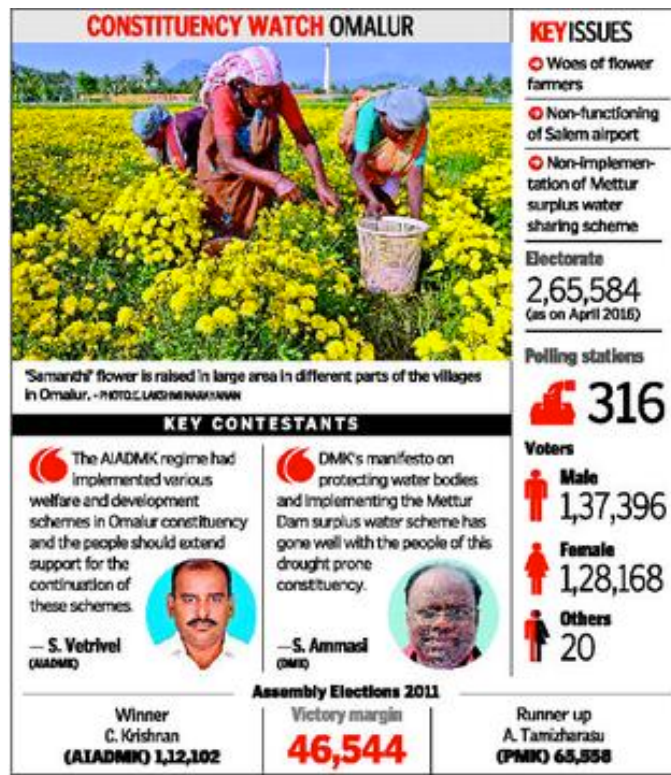 CONSTITUENCY WATCH OMALUR
'Samanthi' flower is raised in large area in different parts of the villages
in Omalur. - PHOTO:C. LAKSHMI NARAYANAN
KEY CONTESTANTS
The AIADMK regime had
implemented various
welfare and development
schemes in Omalur constituency
and the people should extend
support for the
continuation of
these schemes.
— S. Vetrivel
(AIADMK)
DMK's manifesto on
protecting water bodies
and implementing the Mettur
Dam surplus water scheme has
gone well with the people of this
drought prone
constituency.
—S. Ammasi
(DMK)
KEY ISSUES
Woes of flower
farmers
Non-functioning
of Salem airport
Non-implemen-
tation of Mettur
surplus water
sharing scheme
Electorate
2,65,584
(as on April 2016)
Polling stations
316
Voters
Male
1,37,396
Female
1,28,168
Others
20
Assembly Elections 2011
Winner
C. Krishnan
(AIADMK) 1,12,102
Victory margin
46,544
Runner up
A. Tamizharasu
(PMK) 65,558